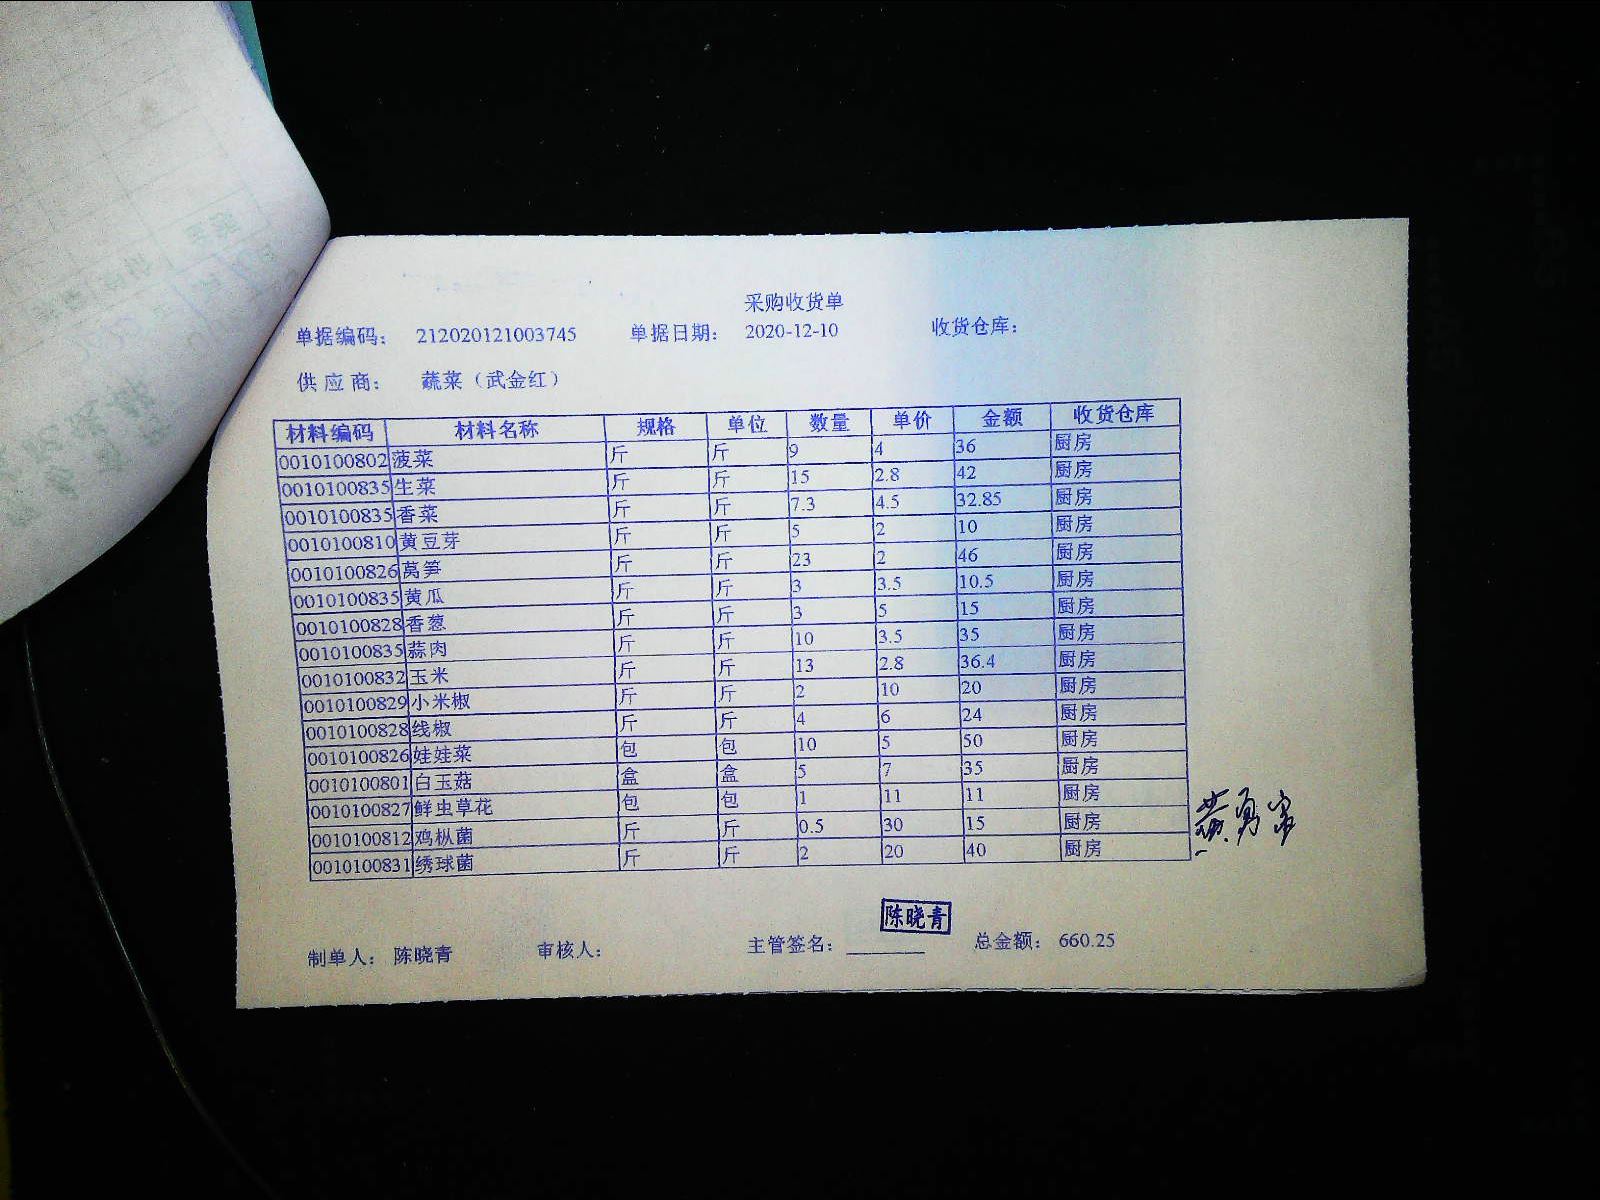 采购收货单
单据编码： 212020121003745 单据日期： 2020-12-10 收货仓库：
供应商： 蔬菜（武金红）
材料编码 材料名称 规格 单位 数量 单价 金额 收货仓库
0010100802 菠菜 斤 斤 9 4 36 厨房
0010100835 生菜 斤 斤 15 2.8 42 厨房
0010100835 香菜 斤 斤 7.3 4.5 32.85 厨房
0010100810 黄豆芽 斤 斤 5 2 10 厨房
0010100826 莴笋 斤 斤 23 2 46 厨房
0010100835 黄瓜 斤 斤 3 3.5 10.5 厨房
0010100828 香葱 斤 斤 3 5 15 厨房
0010100835 蒜肉 斤 斤 10 3.5 35 厨房
0010100832 玉米 斤 斤 13 2.8 36.4 厨房
0010100829 小米椒 斤 斤 2 10 20 厨房
0010100828 线椒 斤 斤 4 6 24 厨房
0010100826 娃娃菜 包 包 10 5 50 厨房
0010100801 白玉菇 盒 盒 5 7 35 厨房
0010100827 鲜虫草花 包 包 1 11 11 厨房
0010100812 鸡枞菌 斤 斤 0.5 30 15 厨房
0010100831 绣球菌 斤 斤 2 20 40 厨房
陈晓青
制单人： 陈晓青 审核人： 主管签名： 总金额： 660.25